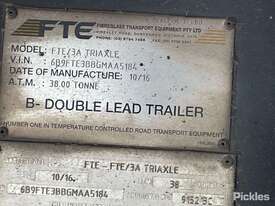 FTE
FIBREGLASS TRANSPORT EQUIPMENT PTY LTD
MODEL: FTE/3A TRIAXLE
V.I.N. 6B9FTE3BBGMAA5184
DATE OF MANUFACTURE: 10/16
A.T.M. 38.00 TONNE
B- DOUBLE LEAD TRAILER
NUMBER ONE IN TEMPERATURE CONTROLLED ROAD TRANSPORT EQUIPMENT
FTE - FTE/3A TRIAXLE
10/16 38
6B9FTE3BBGMAA5184